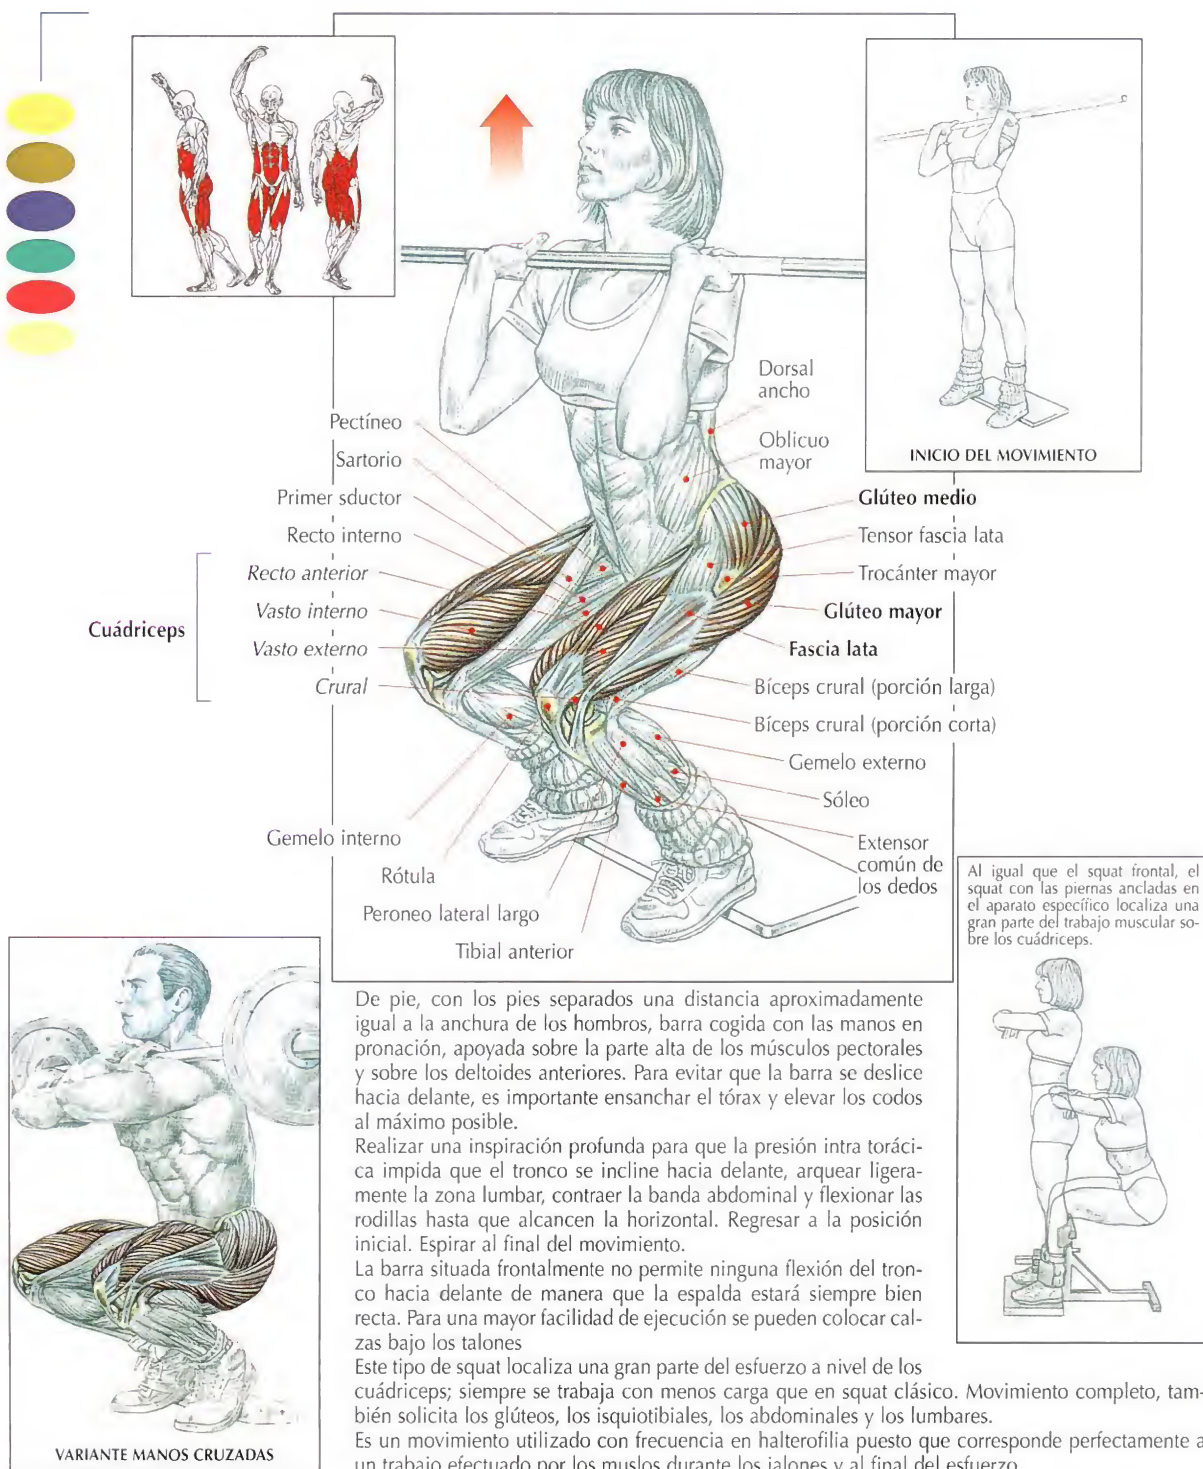 INICIO DEL MOVIMIENTO
Dorsal
ancho
Oblicuo
mayor
Glúteo medio
Tensor fascia lata
Trocánter mayor
Glúteo mayor
Fascia lata
Bíceps crural (porción larga)
Bíceps crural (porción corta)
Gemelo externo
Sóleo
Extensor
común de
los dedos
Pectíneo
Sartorio
Primer sductor
Recto interno
Recto anterior
Vasto interno
Vasto externo
Crural
Cuádriceps
Gemelo interno
Rótula
Peroneo lateral largo
Tibial anterior
Al igual que el squat frontal, el
squat con las piernas ancladas en
el aparato específico localiza una
gran parte del trabajo muscular so-
bre los cuádriceps.
De pie, con los pies separados una distancia aproximadamente
igual a la anchura de los hombros, barra cogida con las manos en
pronación, apoyada sobre la parte alta de los músculos pectorales
y sobre los deltoides anteriores. Para evitar que la barra se deslice
hacia delante, es importante ensanchar el tórax y elevar los codos
al máximo posible.
Realizar una inspiración profunda para que la presión intra toráci-
ca impida que el tronco se incline hacia delante, arquear ligera-
mente la zona lumbar, contraer la banda abdominal y flexionar las
rodillas hasta que alcancen la horizontal. Regresar a la posición
inicial. Espirar al final del movimiento.
La barra situada frontalmente no permite ninguna flexión del tron-
co hacia delante de manera que la espalda estará siempre bien
recta. Para una mayor facilidad de ejecución se pueden colocar cal-
zas bajo los talones
Este tipo de squat localiza una gran parte del esfuerzo a nivel de los
cuádriceps; siempre se trabaja con menos carga que en squat clásico. Movimiento completo, tam-
bién solicita los glúteos, los isquiotibiales, los abdominales y los lumbares.
Es un movimiento utilizado con frecuencia en halterofilia puesto que corresponde perfectamente a
un trabajo efectuado por los muslos durante los jalones y al final del esfuerzo.
VARIANTE MANOS CRUZADAS